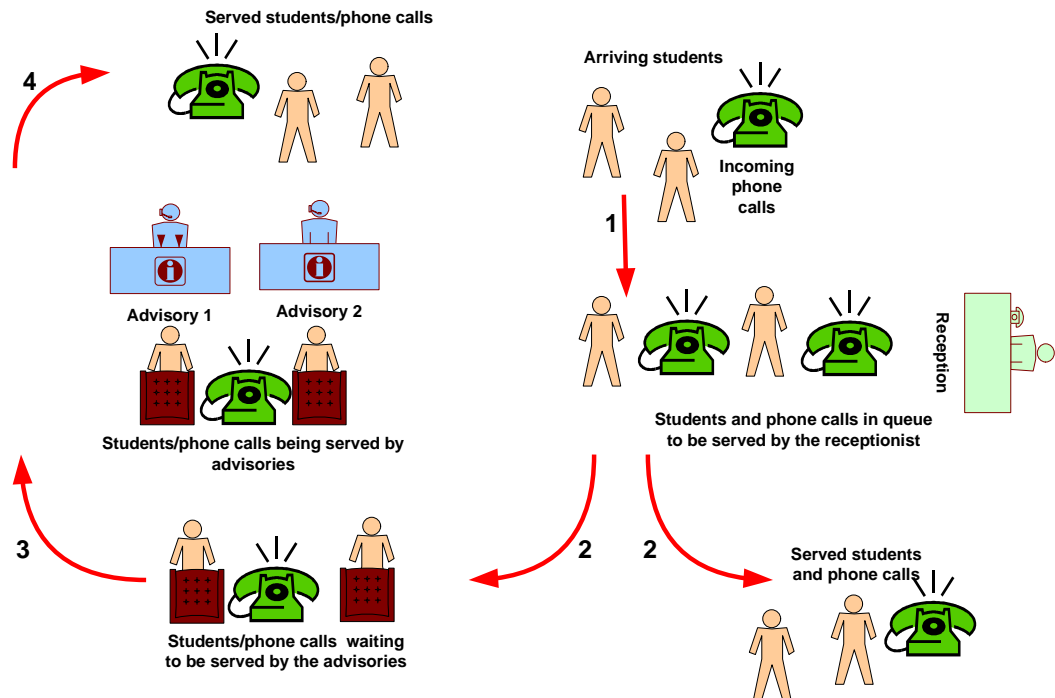 Served students/phone calls
4
Arriving students
Incoming
phone
calls
1
Advisory 1
Advisory 2
Reception
Students/phone calls being served by
advisories
Students and phone calls in queue
to be served by the receptionist
3
2
2
Students/phone calls waiting
to be served by the advisories
Served students
and phone calls